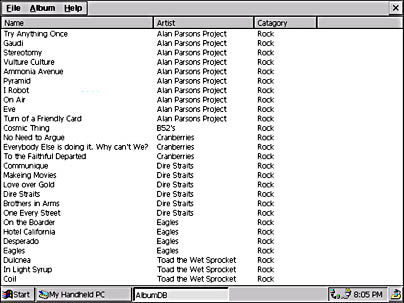 File Album Help
Name Artist Catagory
Try Anything Once Alan Parsons Project Rock
Gaudi Alan Parsons Project Rock
Stereotomy Alan Parsons Project Rock
Vulture Culture Alan Parsons Project Rock
Ammonia Avenue Alan Parsons Project Rock
Pyramid Alan Parsons Project Rock
I Robot Alan Parsons Project Rock
On Air Alan Parsons Project Rock
Eve Alan Parsons Project Rock
Turn of a Friendly Card Alan Parsons Project Rock
Cosmic Thing B52's Rock
No Need to Argue Cranberries Rock
Everybody Else is doing it. Why can't We? Cranberries Rock
To the Faithful Departed Cranberries Rock
Communique Dire Straits Rock
Makeing Movies Dire Straits Rock
Love over Gold Dire Straits Rock
Dire Straits Dire Straits Rock
Brothers in Arms Dire Straits Rock
One Every Street Dire Straits Rock
On the Boarder Eagles Rock
Hotel California Eagles Rock
Desperado Eagles Rock
Eagles Eagles Rock
Dulcnea Toad the Wet Sprocket Rock
In Light Syrup Toad the Wet Sprocket Rock
Coil Toad the Wet Sprocket Rock
Start My Handheld PC AlbumDB 8:05 PM